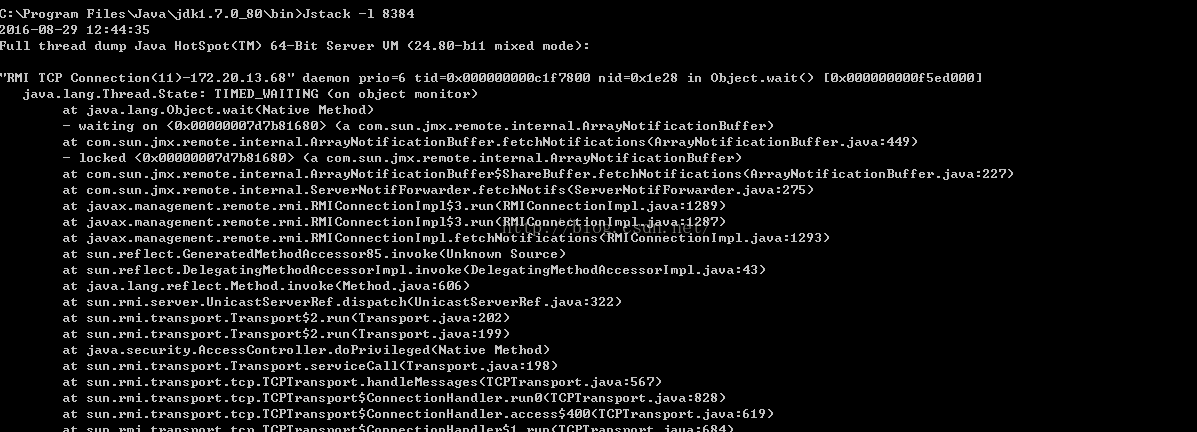 C:\Program Files\Java\jdk1.7.0_80\bin>Jstack -l 8384
2016-08-29 12:44:35
Full thread dump Java HotSpot(TM) 64-Bit Server VM (24.80-b11 mixed mode):
"RMI TCP Connection(11)-172.20.13.68" daemon prio=6 tid=0x000000000c1f7800 nid=0x1e28 in Object.wait() [0x000000000f5ed000]
java.lang.Thread.State: TIMED_WAITING (on object monitor)
at java.lang.Object.wait(Native Method)
- waiting on <0x00000007d7b81680> (a com.sun.jmx.remote.internal.ArrayNotificationBuffer)
at com.sun.jmx.remote.internal.ArrayNotificationBuffer.fetchNotifications(ArrayNotificationBuffer.java:449)
- locked <0x00000007d7b81680> (a com.sun.jmx.remote.internal.ArrayNotificationBuffer)
at com.sun.jmx.remote.internal.ArrayNotificationBuffer$ShareBuffer.fetchNotifications(ArrayNotificationBuffer.java:227)
at com.sun.jmx.remote.internal.ServerNotifForwarder.fetchNotifs(ServerNotifForwarder.java:275)
at javax.management.remote.rmi.RMIConnectionImpl$3.run(RMIConnectionImpl.java:1289)
at javax.management.remote.rmi.RMIConnectionImpl$3.run(RMIConnectionImpl.java:1287)
http://blog.csdn.net/
at javax.management.remote.rmi.RMIConnectionImpl.fetchNotifications(RMIConnectionImpl.java:1293)
at sun.reflect.GeneratedMethodAccessor85.invoke(Unknown Source)
at sun.reflect.DelegatingMethodAccessorImpl.invoke(DelegatingMethodAccessorImpl.java:43)
at java.lang.reflect.Method.invoke(Method.java:606)
at sun.rmi.server.UnicastServerRef.dispatch(UnicastServerRef.java:322)
at sun.rmi.transport.Transport$2.run(Transport.java:202)
at sun.rmi.transport.Transport$2.run(Transport.java:199)
at java.security.AccessController.doPrivileged(Native Method)
at sun.rmi.transport.Transport.serviceCall(Transport.java:198)
at sun.rmi.transport.tcp.TCPTransport.handleMessages(TCPTransport.java:567)
at sun.rmi.transport.tcp.TCPTransport$ConnectionHandler.run0(TCPTransport.java:828)
at sun.rmi.transport.tcp.TCPTransport$ConnectionHandler.access$400(TCPTransport.java:619)
at sun.rmi.transport.tcp.TCPTransport$ConnectionHandler$1.run(TCPTransport.java:684)